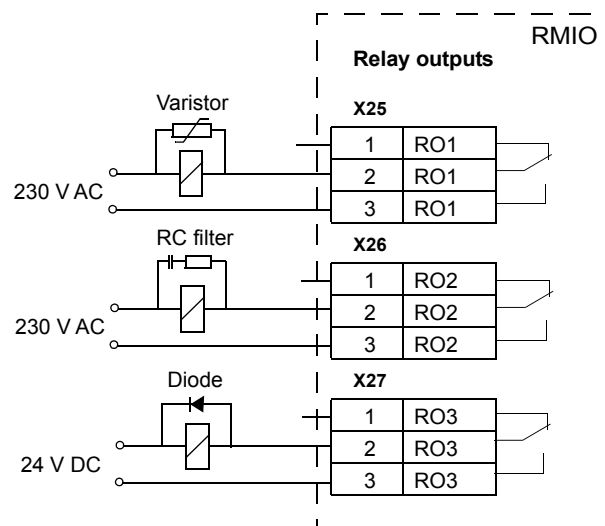 RMIO
Relay outputs
Varistor
X25
1 RO1
2 RO1
3 RO1
230 V AC
RC filter
X26
1 RO2
2 RO2
3 RO2
230 V AC
Diode
X27
1 RO3
2 RO3
3 RO3
24 V DC